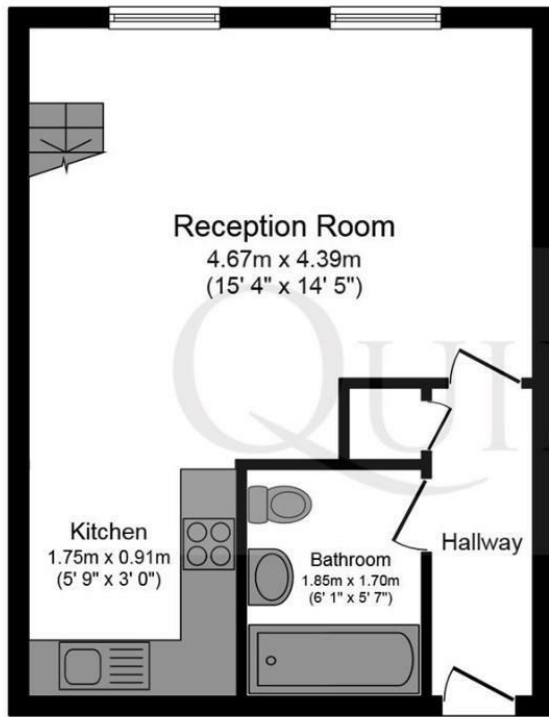 Reception Room
4.67m x 4.39m
(15' 4" x 14' 5")
QUI
Kitchen
1.75m x 0.91m
(5' 9" x 3' 0")
Bathroom
1.85m x 1.70m
(6' 1" x 5' 7")
Hallway